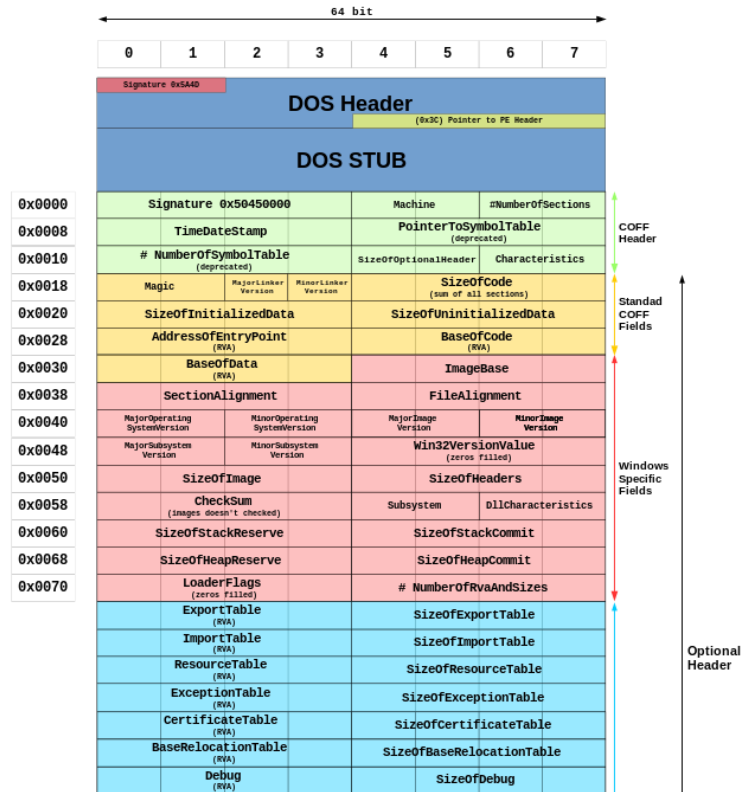 64 bit
0 1 2 3 4 5 6 7
Signature 0x5A4D
DOS Header
(0x3C) Pointer to PE Header
DOS STUB
0x0000 Signature 0x50450000 Machine #NumberOfSections
0x0008 TimeDateStamp PointerToSymbolTable
(deprecated)
COFF
Header
0x0010 # NumberOfSymbolTable SizeOfOptionalHeader Characteristics
(deprecated)
0x0018 Magic MajorLinker MinorLinker SizeOfCode
Version Version (sum of all sections)
0x0020 SizeOfInitializedData SizeOfUninitializedData
Standad
COFF
Fields
0x0028 AddressOfEntryPoint BaseOfCode
(RVA) (RVA)
0x0030 BaseOfData ImageBase
(RVA)
0x0038 SectionAlignment FileAlignment
0x0040 MajorOperating MinorOperating MajorImage MinorImage
SystemVersion SystemVersion Version Version
0x0048 MajorSubsystem MinorSubsystem Win32VersionValue
Version Version (zeros filled)
0x0050 SizeOfImage SizeOfHeaders
Windows
Specific
Fields
0x0058 CheckSum Subsystem DllCharacteristics
(images doesn't checked)
0x0060 SizeOfStackReserve SizeOfStackCommit
0x0068 SizeOfHeapReserve SizeOfHeapCommit
0x0070 LoaderFlags # NumberOfRvaAndSizes
(zeros filled)
ExportTable SizeOfExportTable
(RVA)
ImportTable SizeOfImportTable
(RVA)
Optional
Header
ResourceTable SizeOfResourceTable
(RVA)
ExceptionTable SizeOfExceptionTable
(RVA)
CertificateTable SizeOfCertificateTable
(RVA)
BaseRelocationTable SizeOfBaseRelocationTable
(RVA)
Debug SizeOfDebug
(RVA)